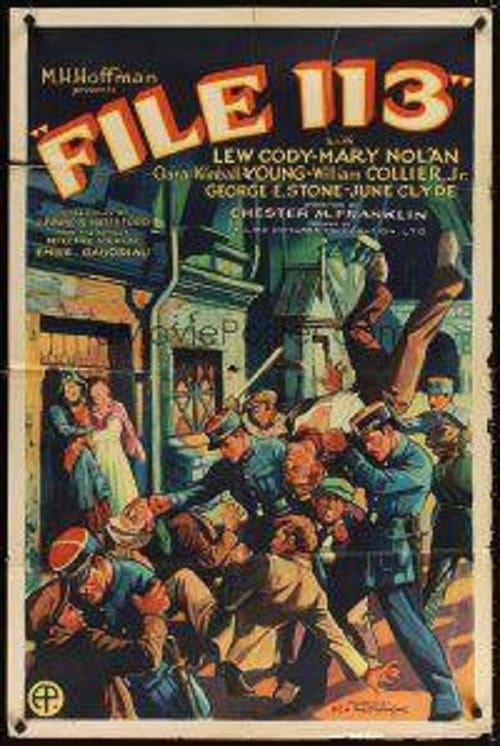 M.H. Hoffman
presents
"FILE 113"
with
LEW CODY-MARY NOLAN
Clara Kimball YOUNG-William COLLIER, Jr.
GEORGE E. STONE-JUNE CLYDE
DIRECTED BY
CHESTER M. FRANKLIN
EMILE GABORIAU